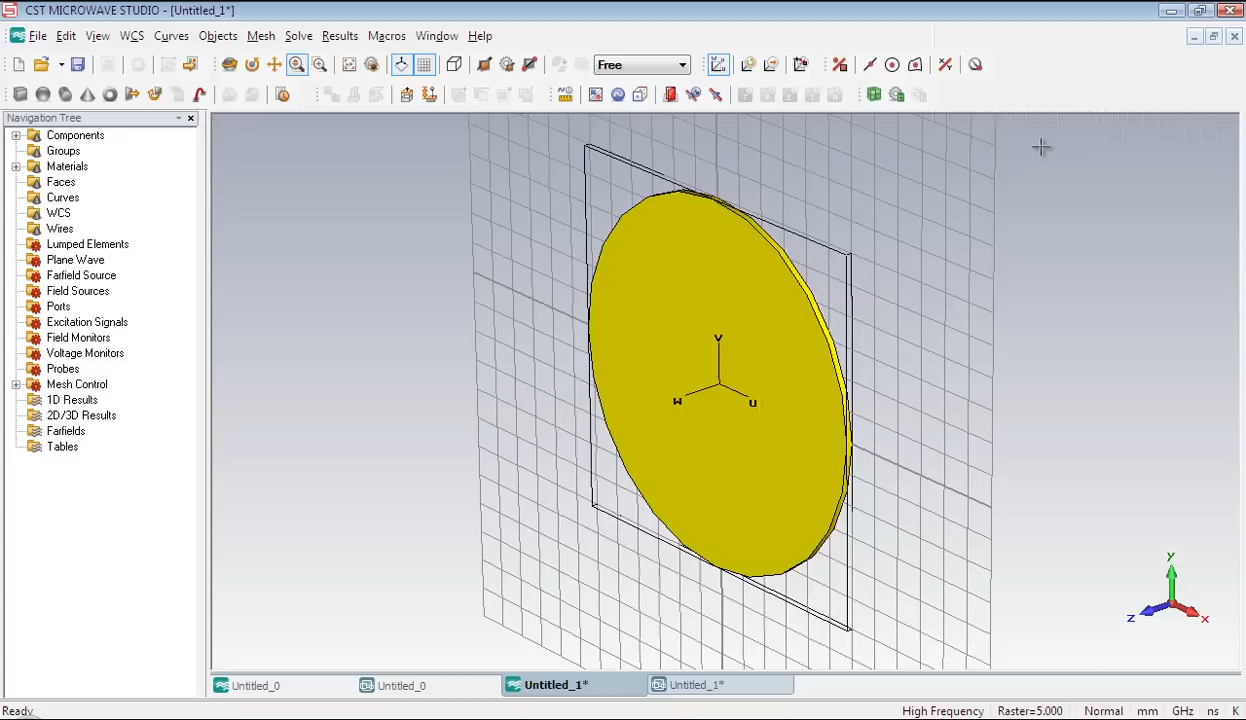 CST MICROWAVE STUDIO - [Untitled_1*]
File Edit View WCS Curves Objects Mesh Solve Results Macros Window Help
Free
Navigation Tree
Components
Groups
Materials
Faces
Curves
WCS
Wires
Lumped Elements
Plane Wave
Farfield Source
Field Sources
Ports
Excitation Signals
Field Monitors
Voltage Monitors
Probes
Mesh Control
1D Results
2D/3D Results
Farfields
Tables
v
w
u
y
z
x
Untitled_0 Untitled_0 Untitled_1* Untitled_1*
Ready High Frequency Raster=5.000 Normal mm GHz ns K